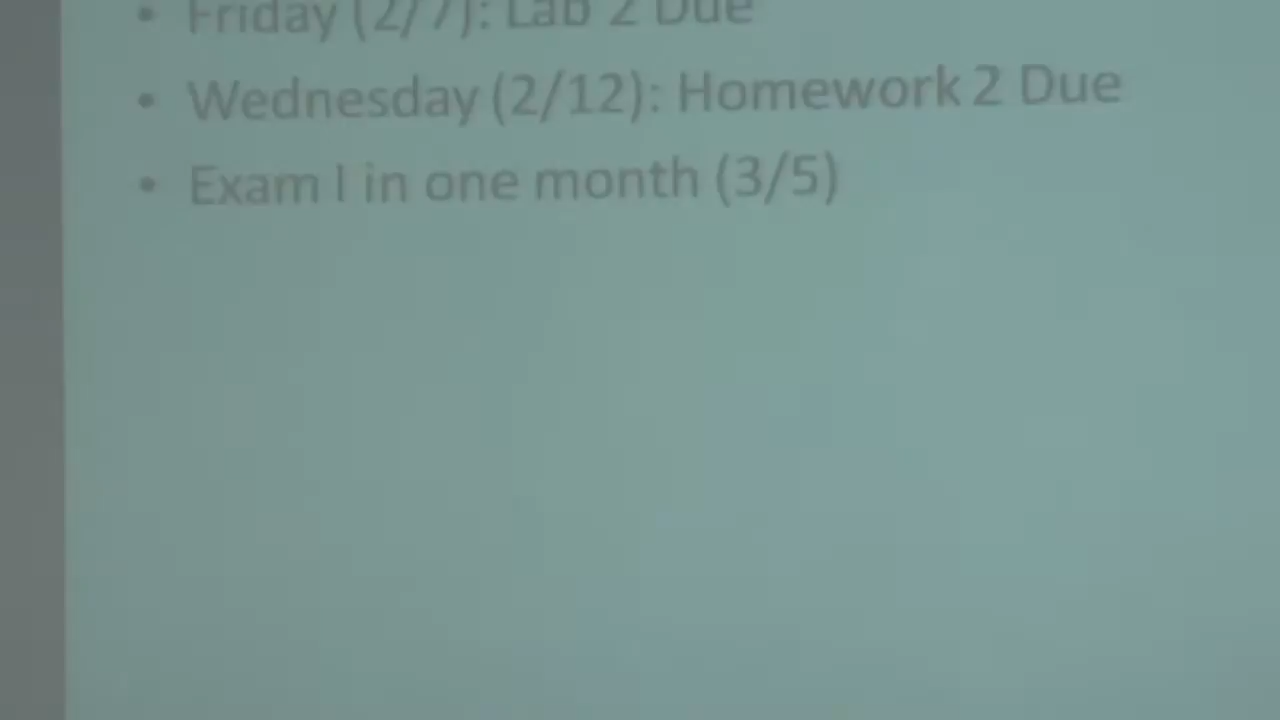 • Friday (2/7): Lab 2 Due
• Wednesday (2/12): Homework 2 Due
• Exam I in one month (3/5)